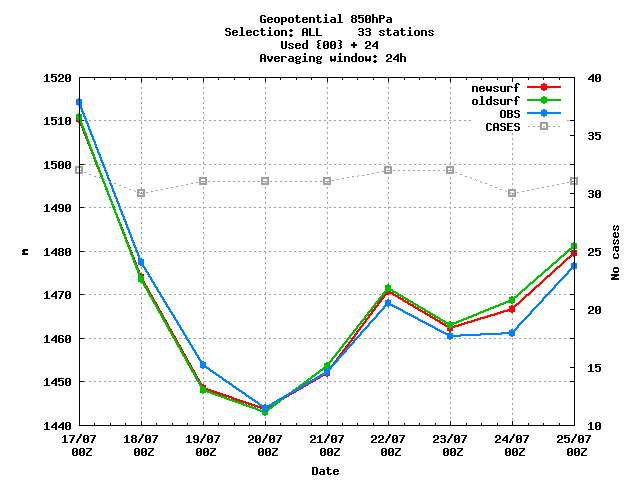 Geopotential 850hPa
Selection: ALL     33 stations
Used {00} + 24
Averaging window: 24h
newsurf
oldsurf
OBS
CASES
1520
1510
1500
1490
1480
1470
1460
1450
1440
m
40
35
30
25
20
15
10
No cases
17/07 18/07 19/07 20/07 21/07 22/07 23/07 24/07 25/07
00Z 00Z 00Z 00Z 00Z 00Z 00Z 00Z 00Z
Date